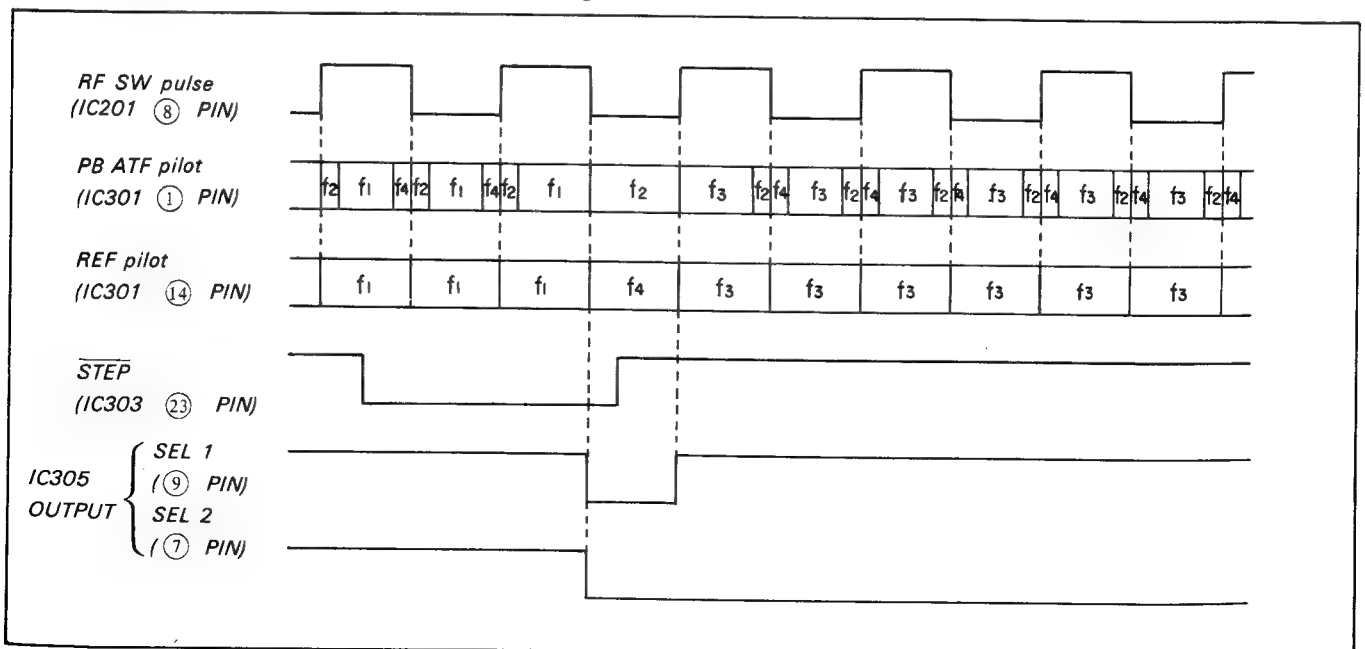 RF SW pulse
(IC201 ⑧ PIN)
PB ATF pilot
(IC301 ① PIN)
f2 f1 f4 f2 f1 f4 f2 f1 f2 f3 f2 f4 f3 f2 f4 f3 f2 f4 f3 f2 f4 f3 f2 f4 f3 f2 f4
REF pilot
(IC301 ⑭ PIN)
f1 f1 f1 f4 f3 f3 f3 f3 f3 f3
STEP
(IC303 ㉓ PIN)
IC305
OUTPUT
SEL 1
(⑨ PIN)
SEL 2
(⑦ PIN)